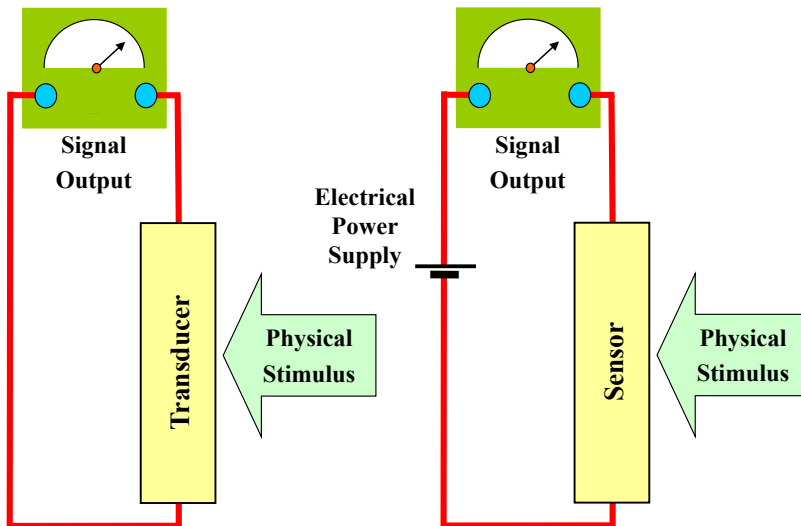 Signal
Output
Transducer
Physical
Stimulus
Signal
Output
Electrical
Power
Supply
Sensor
Physical
Stimulus